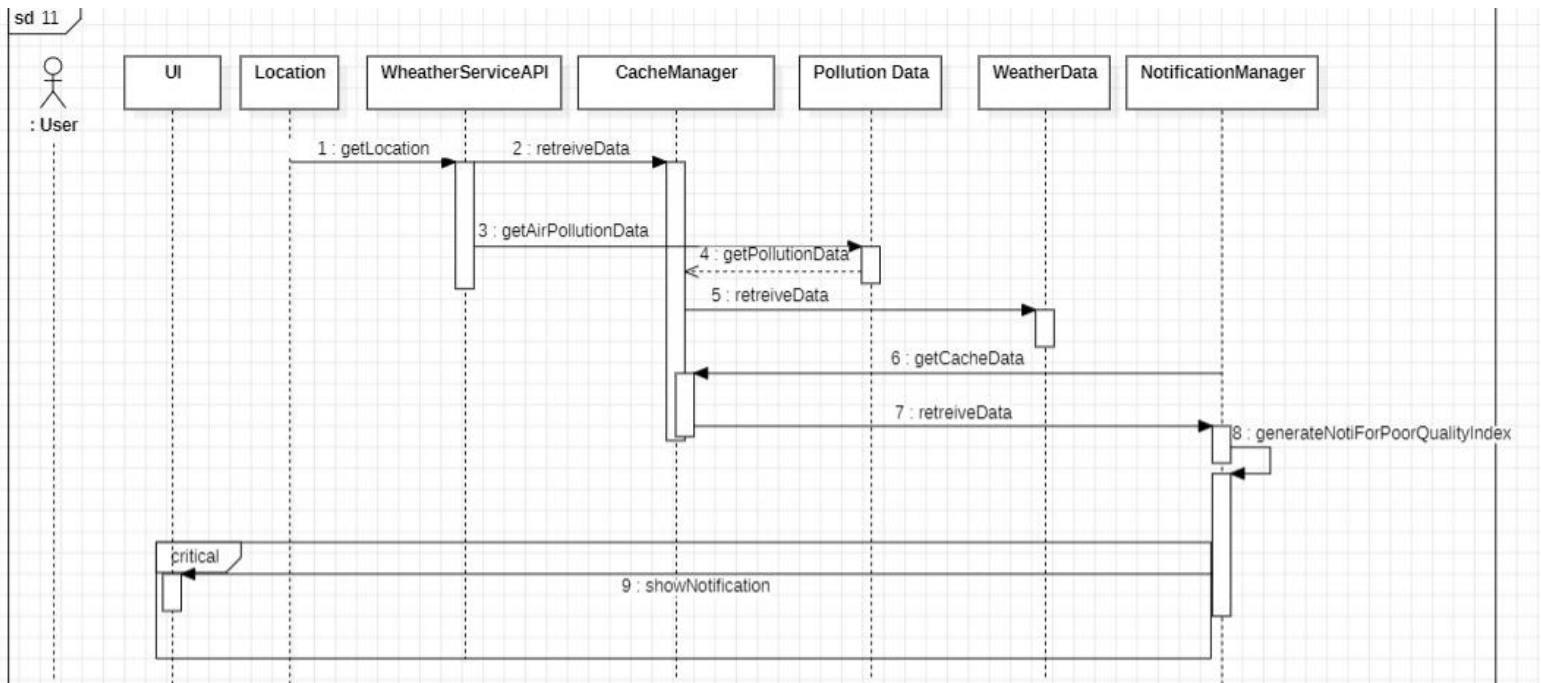 sd 11
: User
UI
Location
WheatherServiceAPI
CacheManager
Pollution Data
WeatherData
NotificationManager
1 : getLocation
2 : retreiveData
3 : getAirPollutionData
4 : getPollutionData
5 : retreiveData
6 : getCacheData
7 : retreiveData
8 : generateNotiForPoorQualityIndex
critical
9 : showNotification